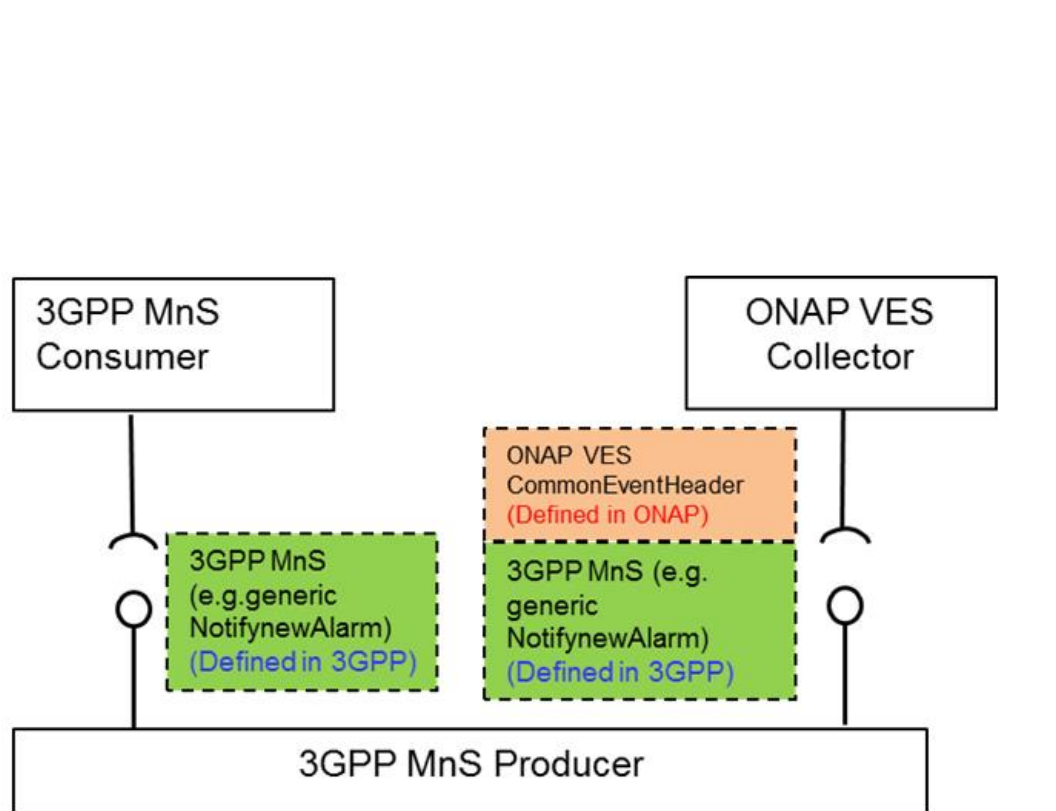 3GPP MnS
Consumer
ONAP VES
Collector
ONAP VES
CommonEventHeader
(Defined in ONAP)
3GPP MnS
(e.g.generic
NotifynewAlarm)
(Defined in 3GPP)
3GPP MnS (e.g.
generic
NotifynewAlarm)
(Defined in 3GPP)
3GPP MnS Producer